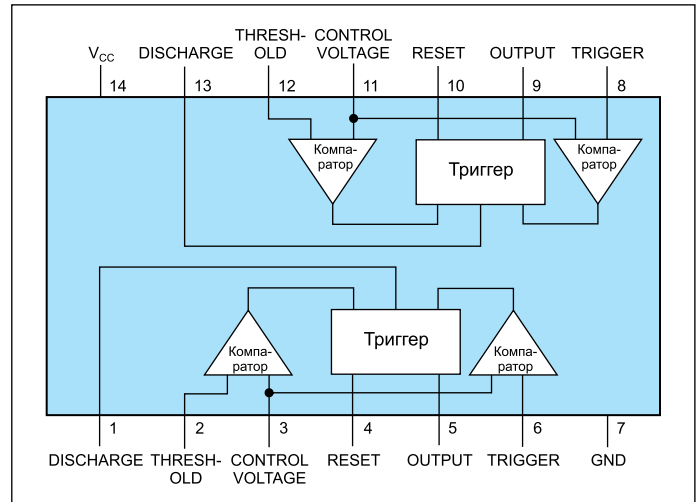 THRESH-
OLD
CONTROL
VOLTAGE
V_CC DISCHARGE RESET OUTPUT TRIGGER
14 13 12 11 10 9 8
Компа-
ратор
Триггер
Компа-
ратор
Компа-
ратор
Триггер
Компа-
ратор
1 2 3 4 5 6 7
DISCHARGE THRESH-
OLD
CONTROL
VOLTAGE
RESET OUTPUT TRIGGER GND